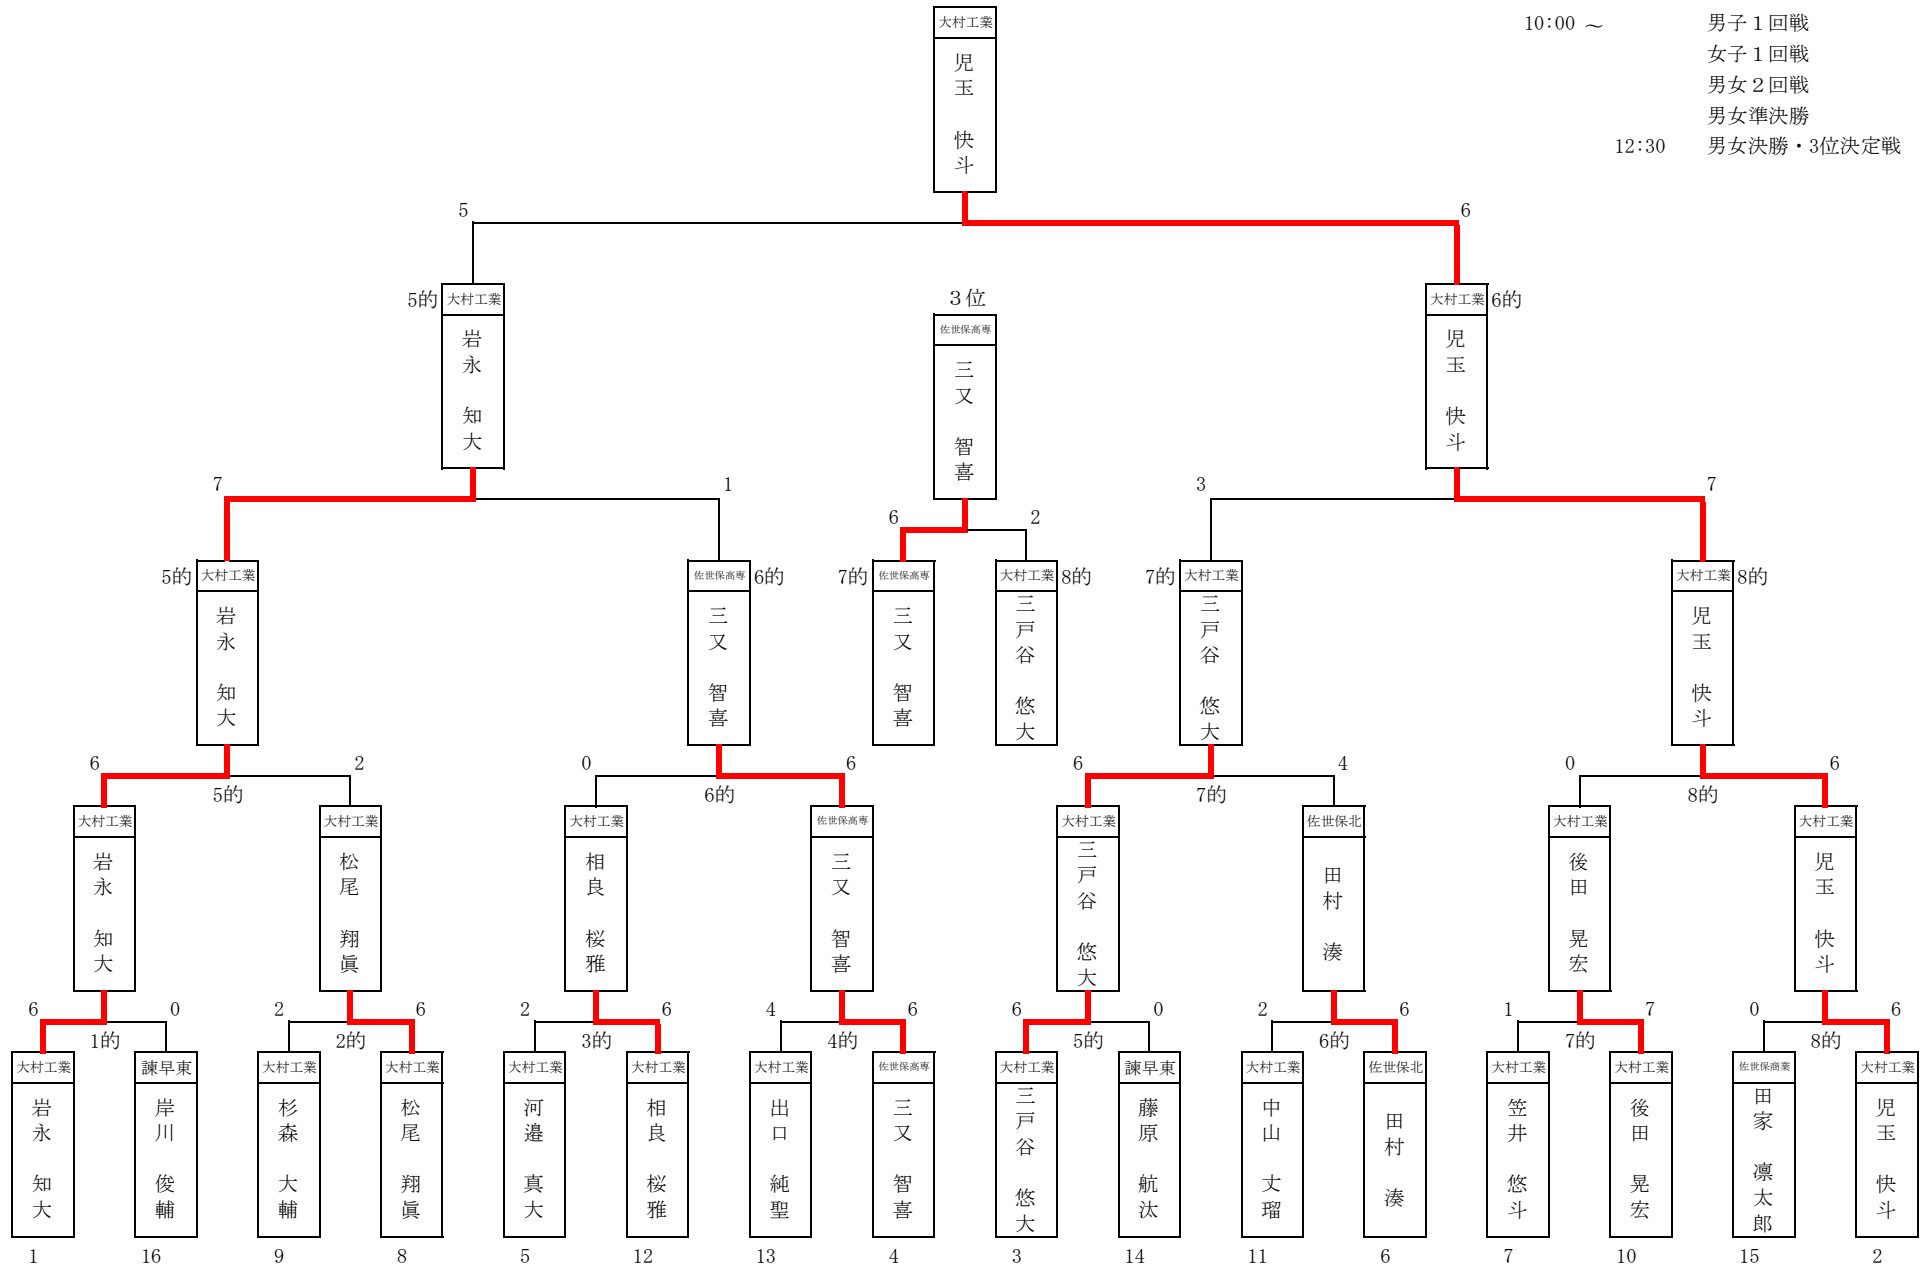 大村工業
児玉 快斗
10:00 ~ 男子１回戦
女子１回戦
男女２回戦
男女準決勝
12:30 男女決勝・3位決定戦
5 6
5的 大村工業 岩永 知大
３位
佐世保高専 三又 智喜
大村工業 6的 児玉 快斗
7 1 6 2 3 7
5的 大村工業 岩永 知大
佐世保高専 6的 三又 智喜
7的 佐世保高専 三又 智喜
大村工業 8的 三戸谷 悠大
7的 大村工業 三戸谷 悠大
大村工業 8的 児玉 快斗
6 2 0 6 6 4 0 6
5的 6的 7的 8的
大村工業 岩永 知大
大村工業 松尾 翔眞
大村工業 相良 桜雅
佐世保高専 三又 智喜
大村工業 三戸谷 悠大
佐世保北 田村 湊
大村工業 後田 晃宏
大村工業 児玉 快斗
6 0 2 6 2 6 4 6 6 0 2 6 1 7 0 6
1的 2的 3的 4的 5的 6的 7的 8的
大村工業 岩永 知大 1
諫早東 岸川 俊輔 16
大村工業 杉森 大輔 9
大村工業 松尾 翔眞 8
大村工業 河邉 真大 5
大村工業 相良 桜雅 12
大村工業 出口 純聖 13
佐世保高専 三又 智喜 4
大村工業 三戸谷 悠大 3
諫早東 藤原 航汰 14
大村工業 中山 丈瑠 11
佐世保北 田村 湊 6
大村工業 笠井 悠斗 7
大村工業 後田 晃宏 10
佐世保商業 田家 凛太郎 15
大村工業 児玉 快斗 2